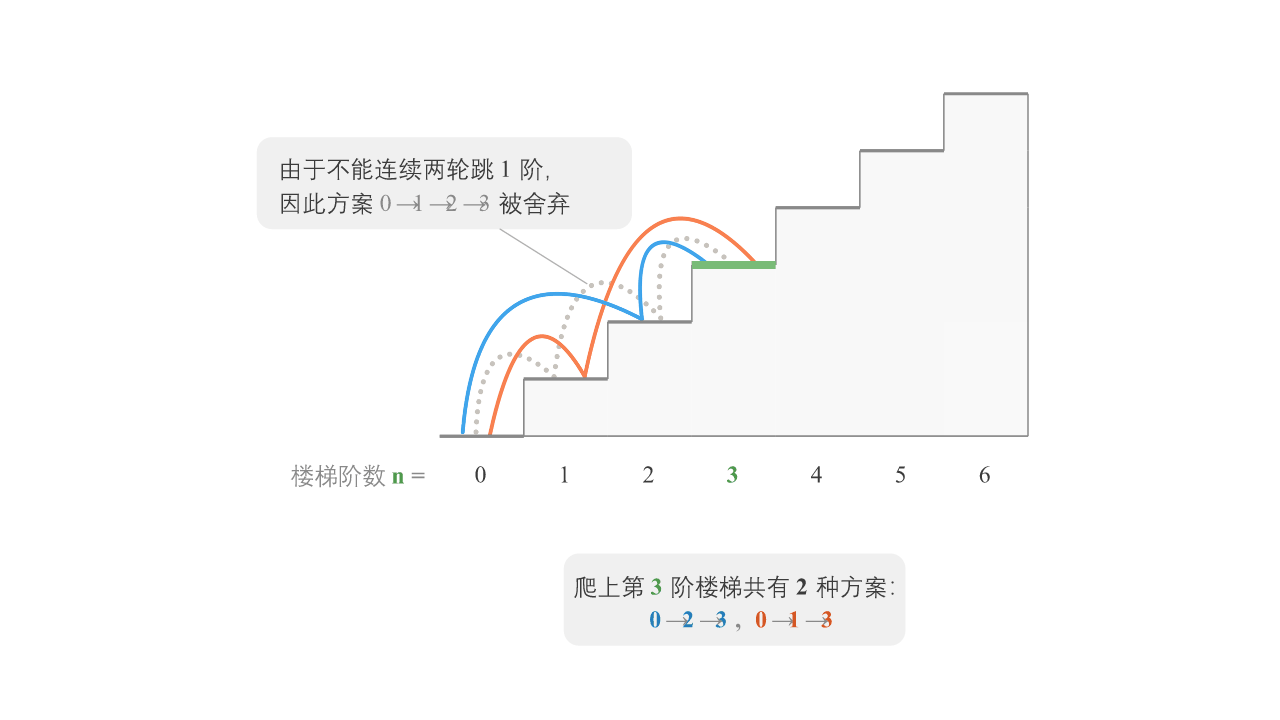 由于不能连续两轮跳 1 阶,
因此方案 0→1→2→3 被舍弃
楼梯阶数 n = 0 1 2 3 4 5 6
爬上第 3 阶楼梯共有 2 种方案:
0→2→3 , 0→1→3